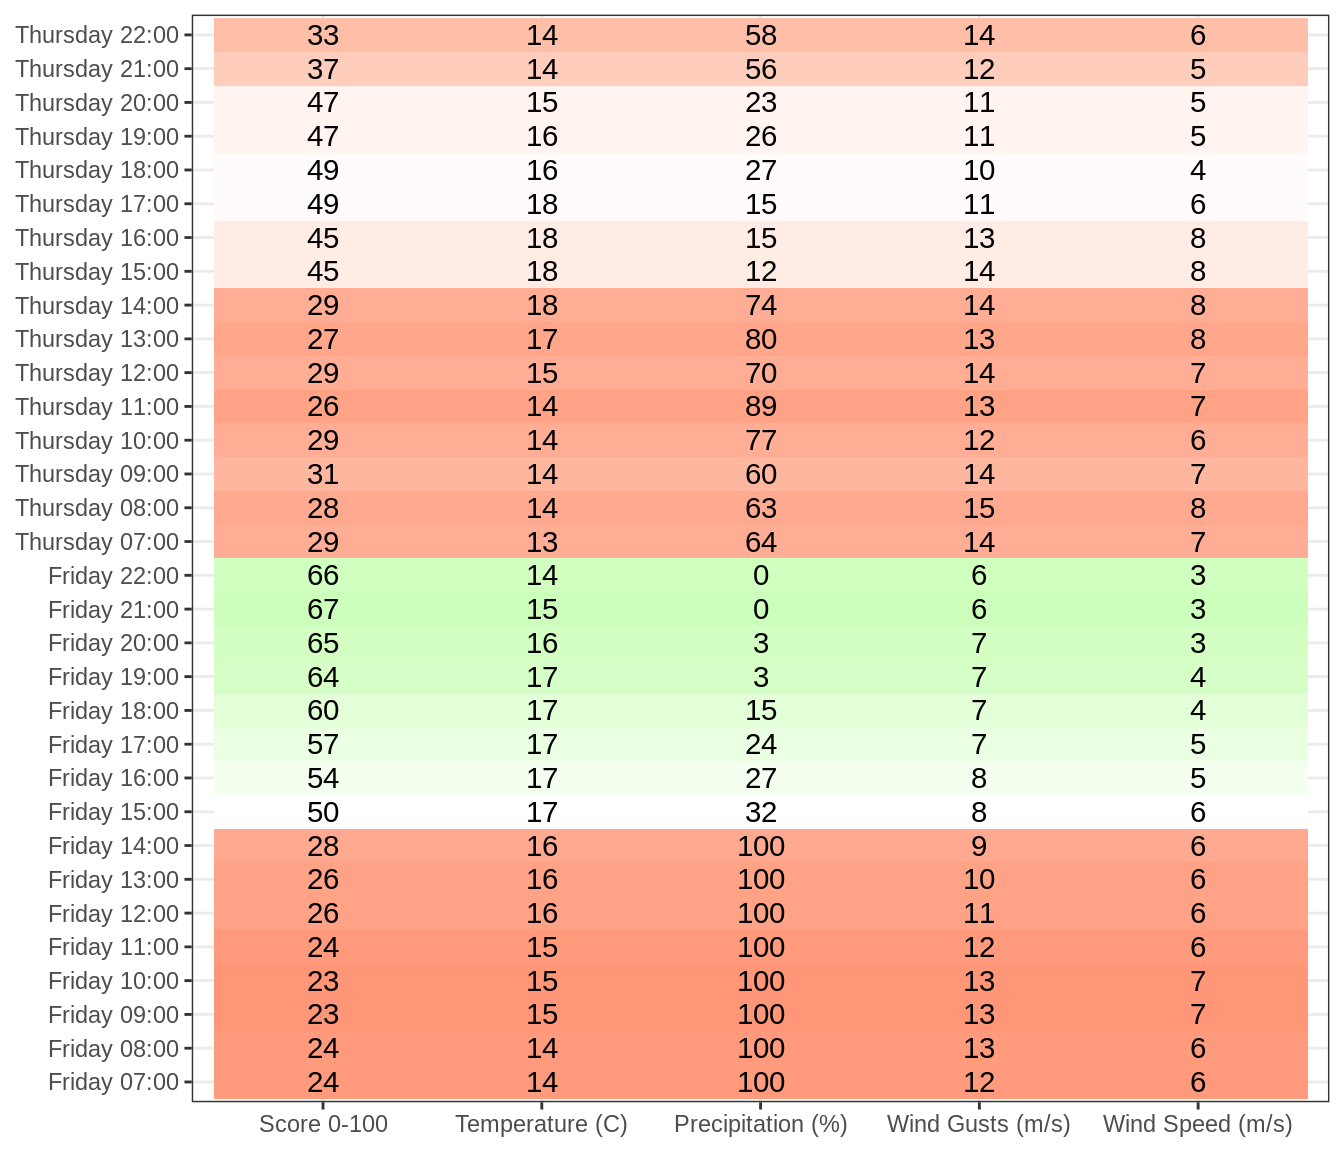 Thursday 22:00 33 14 58 14 6
Thursday 21:00 37 14 56 12 5
Thursday 20:00 47 15 23 11 5
Thursday 19:00 47 16 26 11 5
Thursday 18:00 49 16 27 10 4
Thursday 17:00 49 18 15 11 6
Thursday 16:00 45 18 15 13 8
Thursday 15:00 45 18 12 14 8
Thursday 14:00 29 18 74 14 8
Thursday 13:00 27 17 80 13 8
Thursday 12:00 29 15 70 14 7
Thursday 11:00 26 14 89 13 7
Thursday 10:00 29 14 77 12 6
Thursday 09:00 31 14 60 14 7
Thursday 08:00 28 14 63 15 8
Thursday 07:00 29 13 64 14 7
Friday 22:00 66 14 0 6 3
Friday 21:00 67 15 0 6 3
Friday 20:00 65 16 3 7 3
Friday 19:00 64 17 3 7 4
Friday 18:00 60 17 15 7 4
Friday 17:00 57 17 24 7 5
Friday 16:00 54 17 27 8 5
Friday 15:00 50 17 32 8 6
Friday 14:00 28 16 100 9 6
Friday 13:00 26 16 100 10 6
Friday 12:00 26 16 100 11 6
Friday 11:00 24 15 100 12 6
Friday 10:00 23 15 100 13 7
Friday 09:00 23 15 100 13 7
Friday 08:00 24 14 100 13 6
Friday 07:00 24 14 100 12 6
Score 0-100 Temperature (C) Precipitation (%) Wind Gusts (m/s) Wind Speed (m/s)